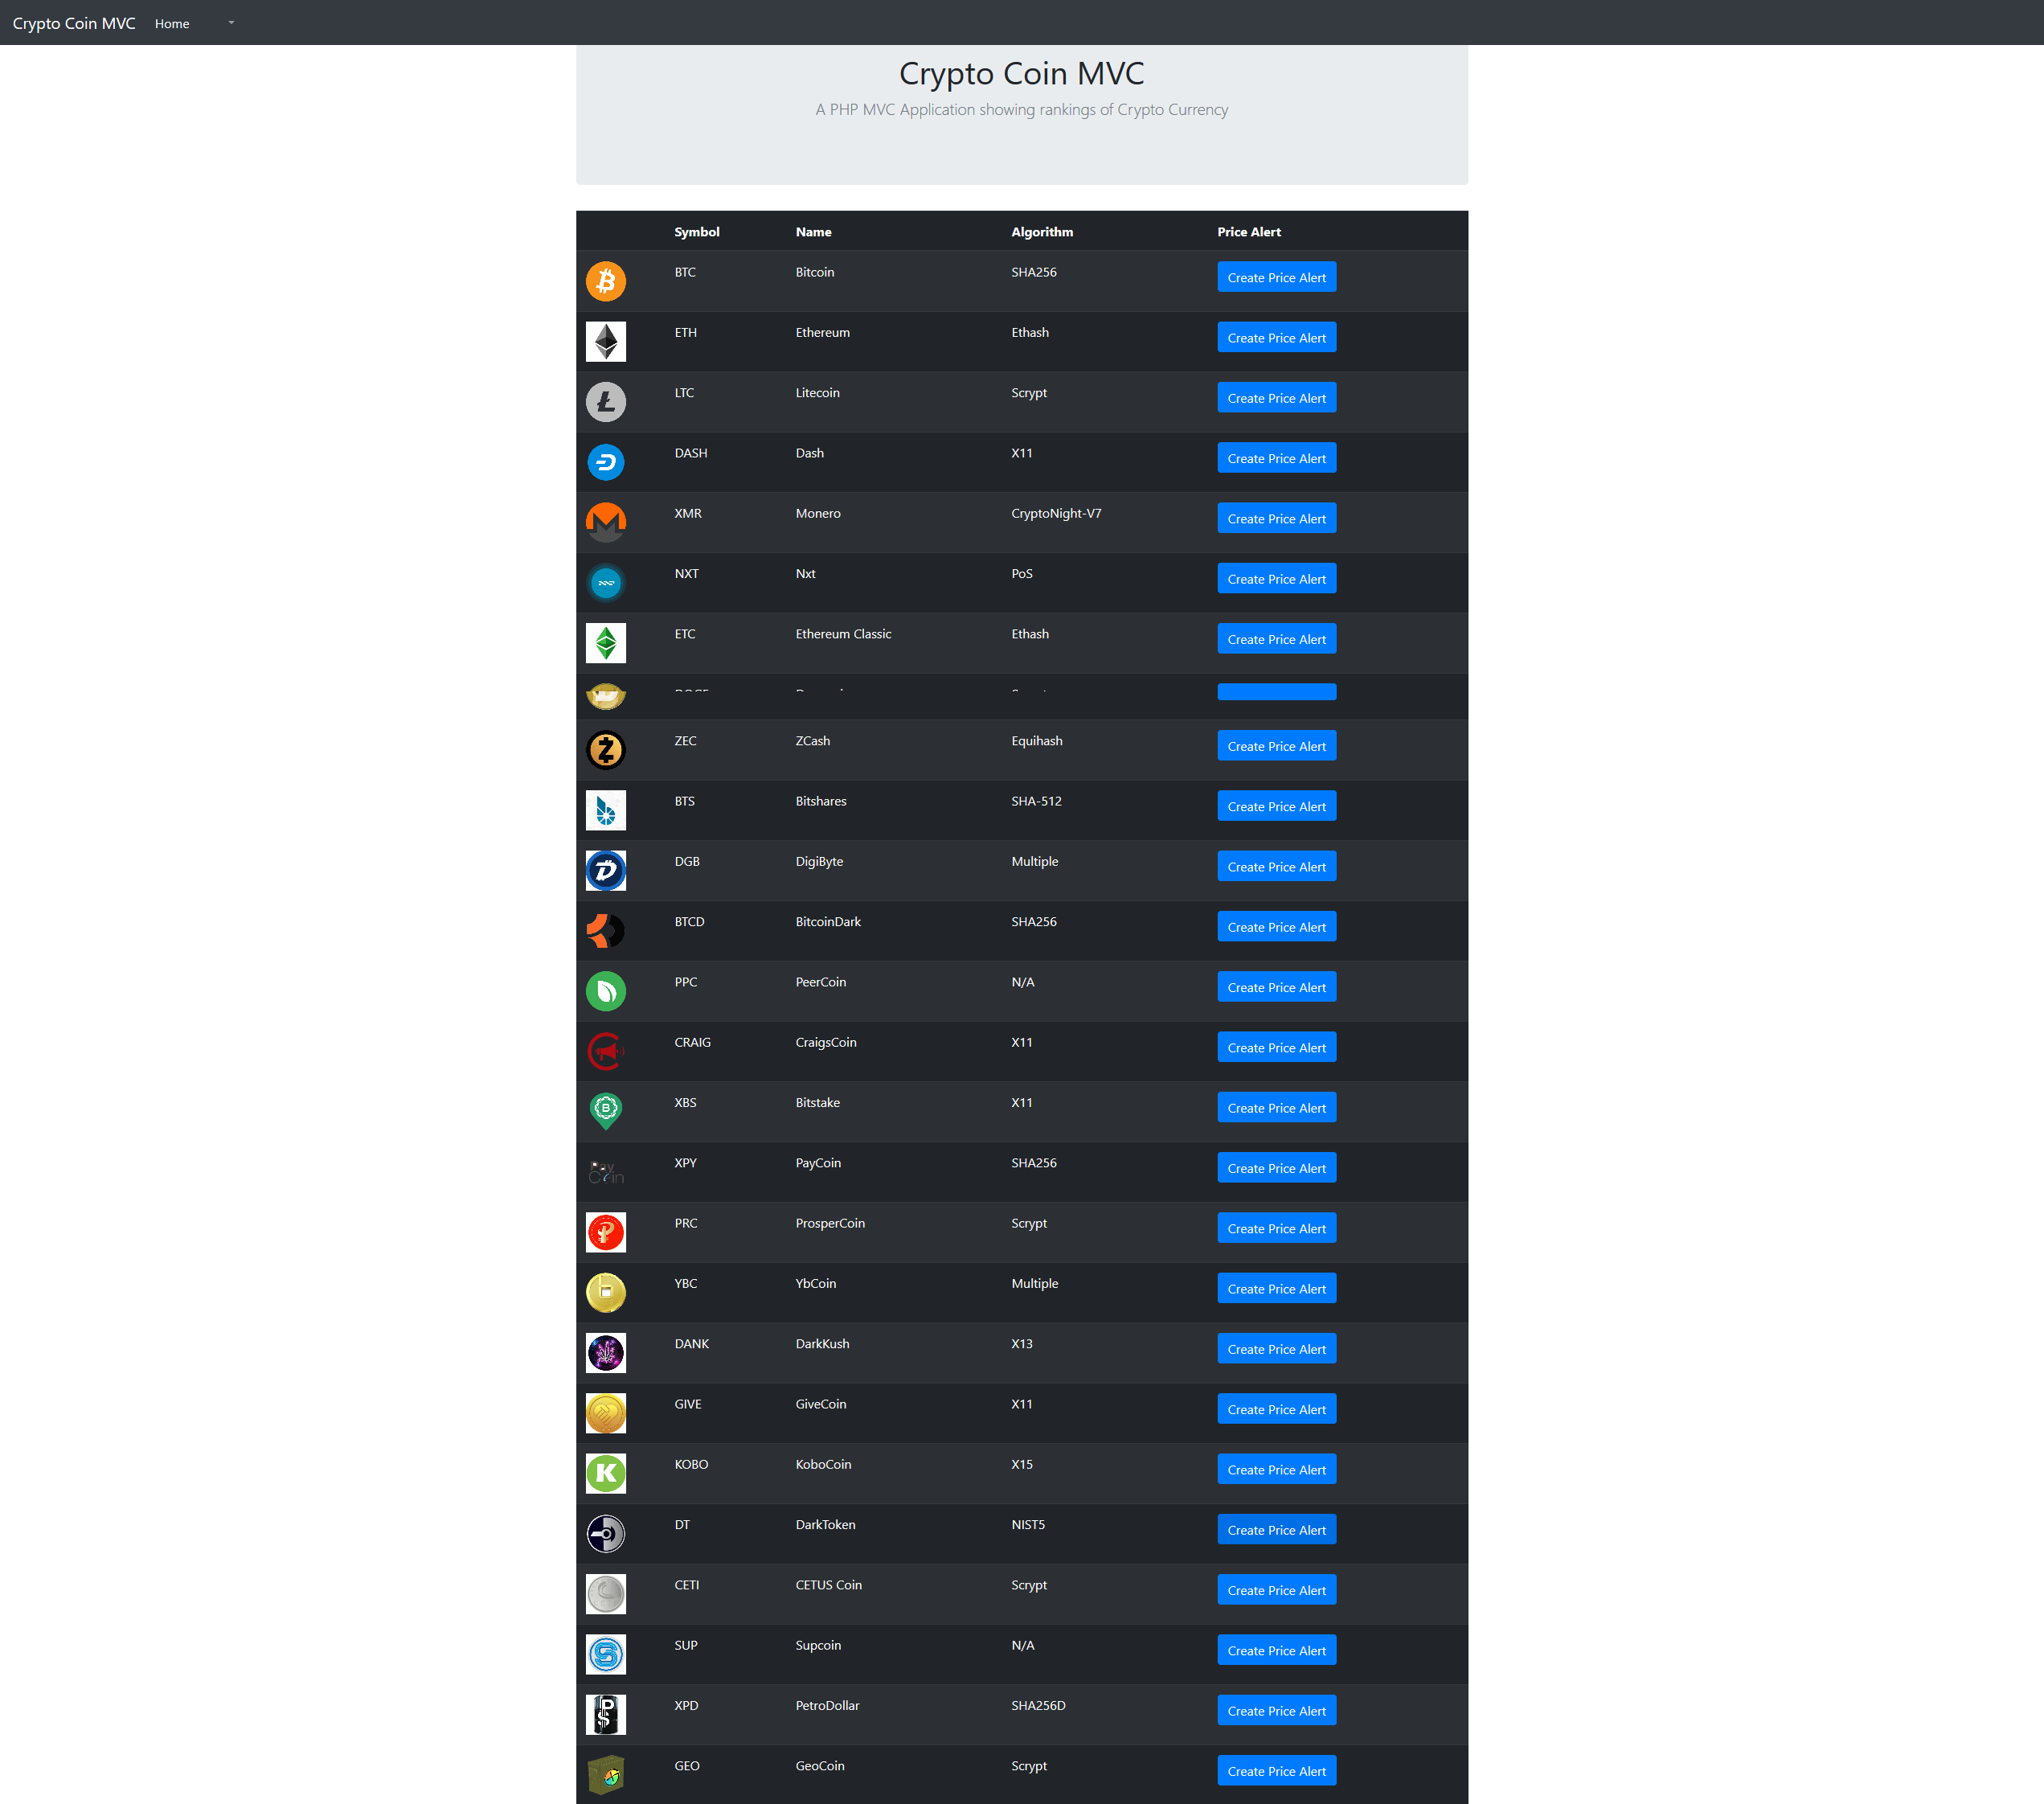 Crypto Coin MVC Home
Crypto Coin MVC
A PHP MVC Application showing rankings of Crypto Currency
Symbol Name Algorithm Price Alert
BTC Bitcoin SHA256 Create Price Alert
ETH Ethereum Ethash Create Price Alert
LTC Litecoin Scrypt Create Price Alert
DASH Dash X11 Create Price Alert
XMR Monero CryptoNight-V7 Create Price Alert
NXT Nxt PoS Create Price Alert
ETC Ethereum Classic Ethash Create Price Alert
ZEC ZCash Equihash Create Price Alert
BTS Bitshares SHA-512 Create Price Alert
DGB DigiByte Multiple Create Price Alert
BTCD BitcoinDark SHA256 Create Price Alert
PPC PeerCoin N/A Create Price Alert
CRAIG CraigsCoin X11 Create Price Alert
XBS Bitstake X11 Create Price Alert
Pay Coin XPY PayCoin SHA256 Create Price Alert
PRC ProsperCoin Scrypt Create Price Alert
YBC YbCoin Multiple Create Price Alert
DANK DarkKush X13 Create Price Alert
GIVE GiveCoin X11 Create Price Alert
KOBO KoboCoin X15 Create Price Alert
DT DarkToken NIST5 Create Price Alert
CETI CETUS Coin Scrypt Create Price Alert
SUP Supcoin N/A Create Price Alert
XPD PetroDollar SHA256D Create Price Alert
GEO GeoCoin Scrypt Create Price Alert